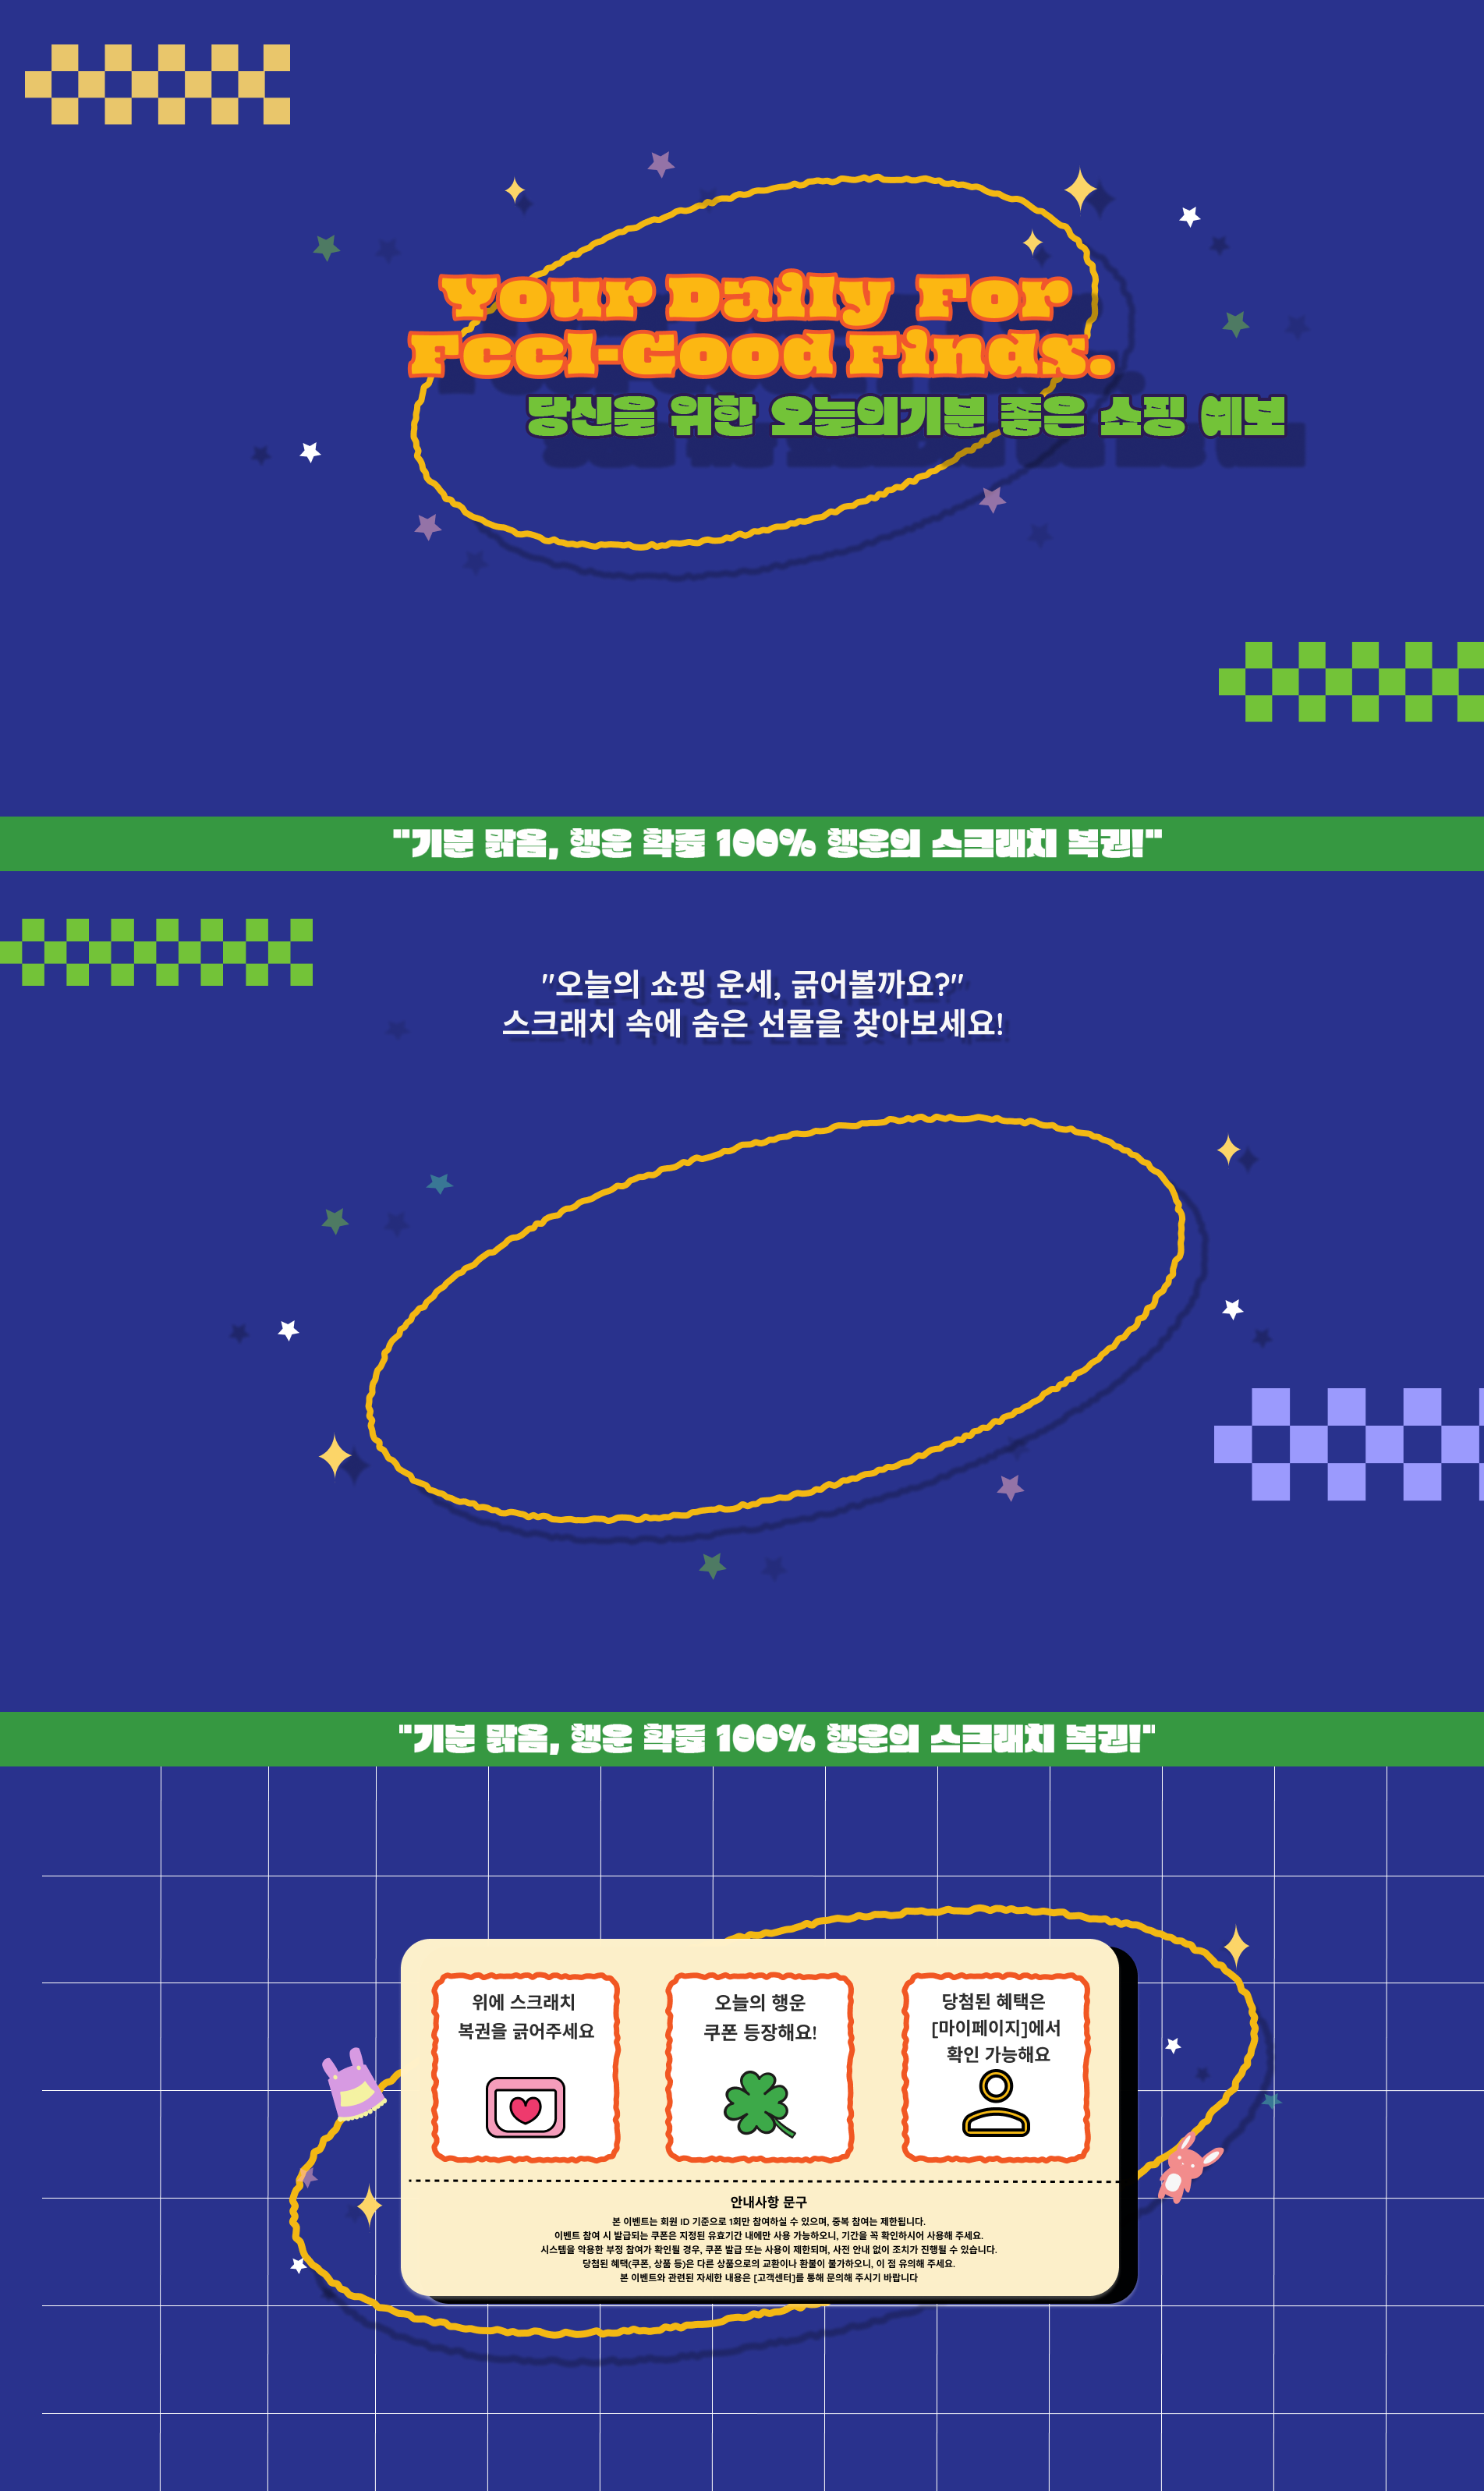 Your Daily For
Feel-Good Finds.
당신을 위한 오늘의기분 좋은 쇼핑 예보
"기분 맑음, 행운 확률 100% 행운의 스크래치 복권!"
"오늘의 쇼핑 운세, 긁어볼까요?"
스크래치 속에 숨은 선물을 찾아보세요!
"기분 맑음, 행운 확률 100% 행운의 스크래치 복권!"
위에 스크래치
복권을 긁어주세요
오늘의 행운
쿠폰 등장해요!
당첨된 혜택은
[마이페이지]에서
확인 가능해요
안내사항 문구
본 이벤트는 회원 ID 기준으로 1회만 참여하실 수 있으며, 중복 참여는 제한됩니다.
이벤트 참여 시 발급되는 쿠폰은 지정된 유효기간 내에만 사용 가능하오니, 기간을 꼭 확인하시어 사용해 주세요.
시스템을 악용한 부정 참여가 확인될 경우, 쿠폰 발급 또는 사용이 제한되며, 사전 안내 없이 조치가 진행될 수 있습니다.
당첨된 혜택(쿠폰, 상품 등)은 다른 상품으로의 교환이나 환불이 불가하오니, 이 점 유의해 주세요.
본 이벤트와 관련된 자세한 내용은 [고객센터]를 통해 문의해 주시기 바랍니다